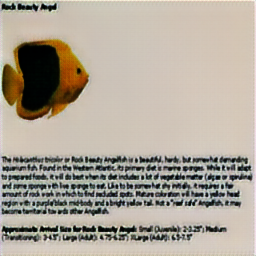 Rock Beauty Angel
The Holacanthus tricolor or Rock Beauty Angelfish is a beautiful, hardy, but somewhat demanding
aquarium fish. Found in the Western Atlantic, its primary diet is marine sponges. While it will adapt
to prepared foods, it will do best when its diet includes a lot of vegetable matter (algae or spirulina)
and some sponge with live sponge to eat. Like to be somewhat shy initially, it requires a fair
amount of rock work in which to find secluded spots. Mature coloration will have a yellow head
region with a purple/black mid-body and a bright yellow tail. Not a "reef safe" Angelfish, it may
become territorial towards other Angelfish.
Approximate Arrival Size for Rock Beauty Angel: Small (Juvenile): 2-3.25"; Medium
(Transitioning): 3-4.5"; Large (Adult): 4.75-6.25"; XLarge (Adult): 6.5-7.5"